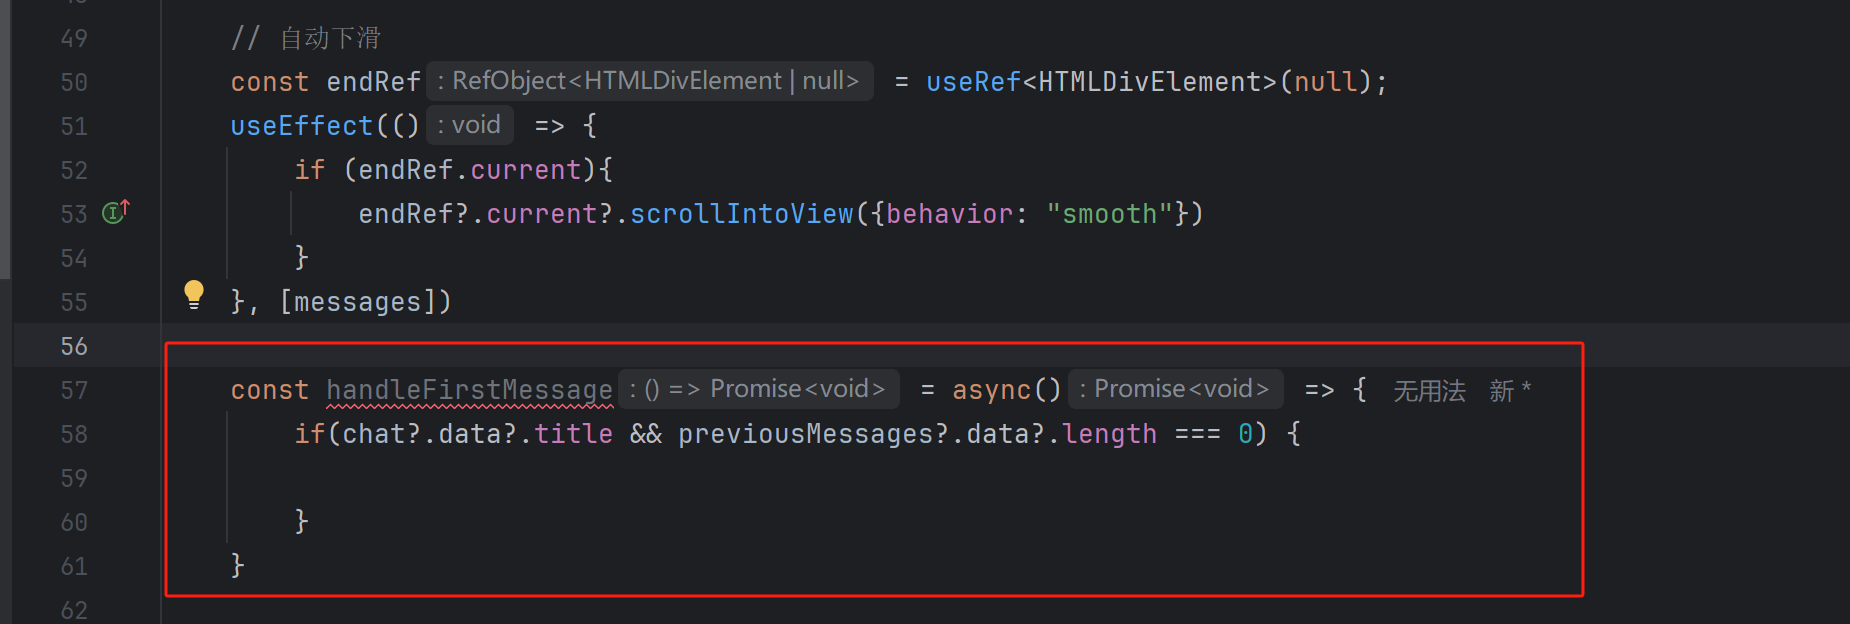 49 // 自动下滑
50 const endRef : RefObject<HTMLDivElement | null> = useRef<HTMLDivElement>(null);
51 useEffect(() : void => {
52 if (endRef.current){
53 endRef?.current?.scrollIntoView({behavior: "smooth"})
54 }
55 }, [messages])
56
57 const handleFirstMessage : () => Promise<void> = async() : Promise<void> => { 无用法 新 *
58 if(chat?.data?.title && previousMessages?.data?.length === 0) {
59
60 }
61 }
62